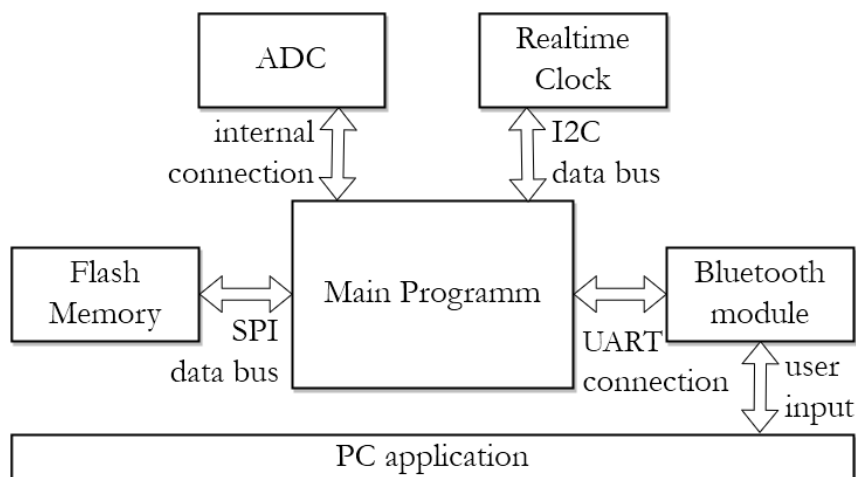 ADC
Realtime
Clock
internal
connection
I2C
data bus
Flash
Memory
Main Programm
Bluetooth
module
SPI
data bus
UART
connection
user
input
PC application